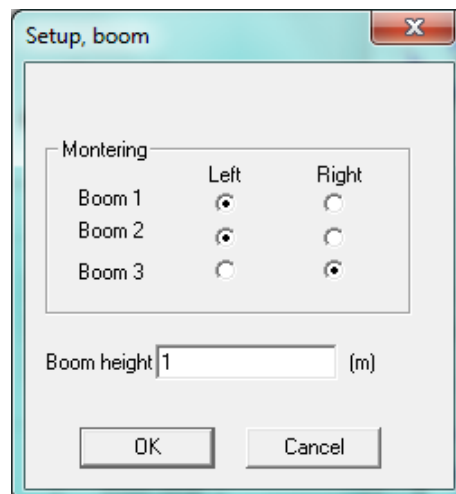 Setup, boom
Montering
Left Right
Boom 1
Boom 2
Boom 3
Boom height 1 (m)
OK Cancel